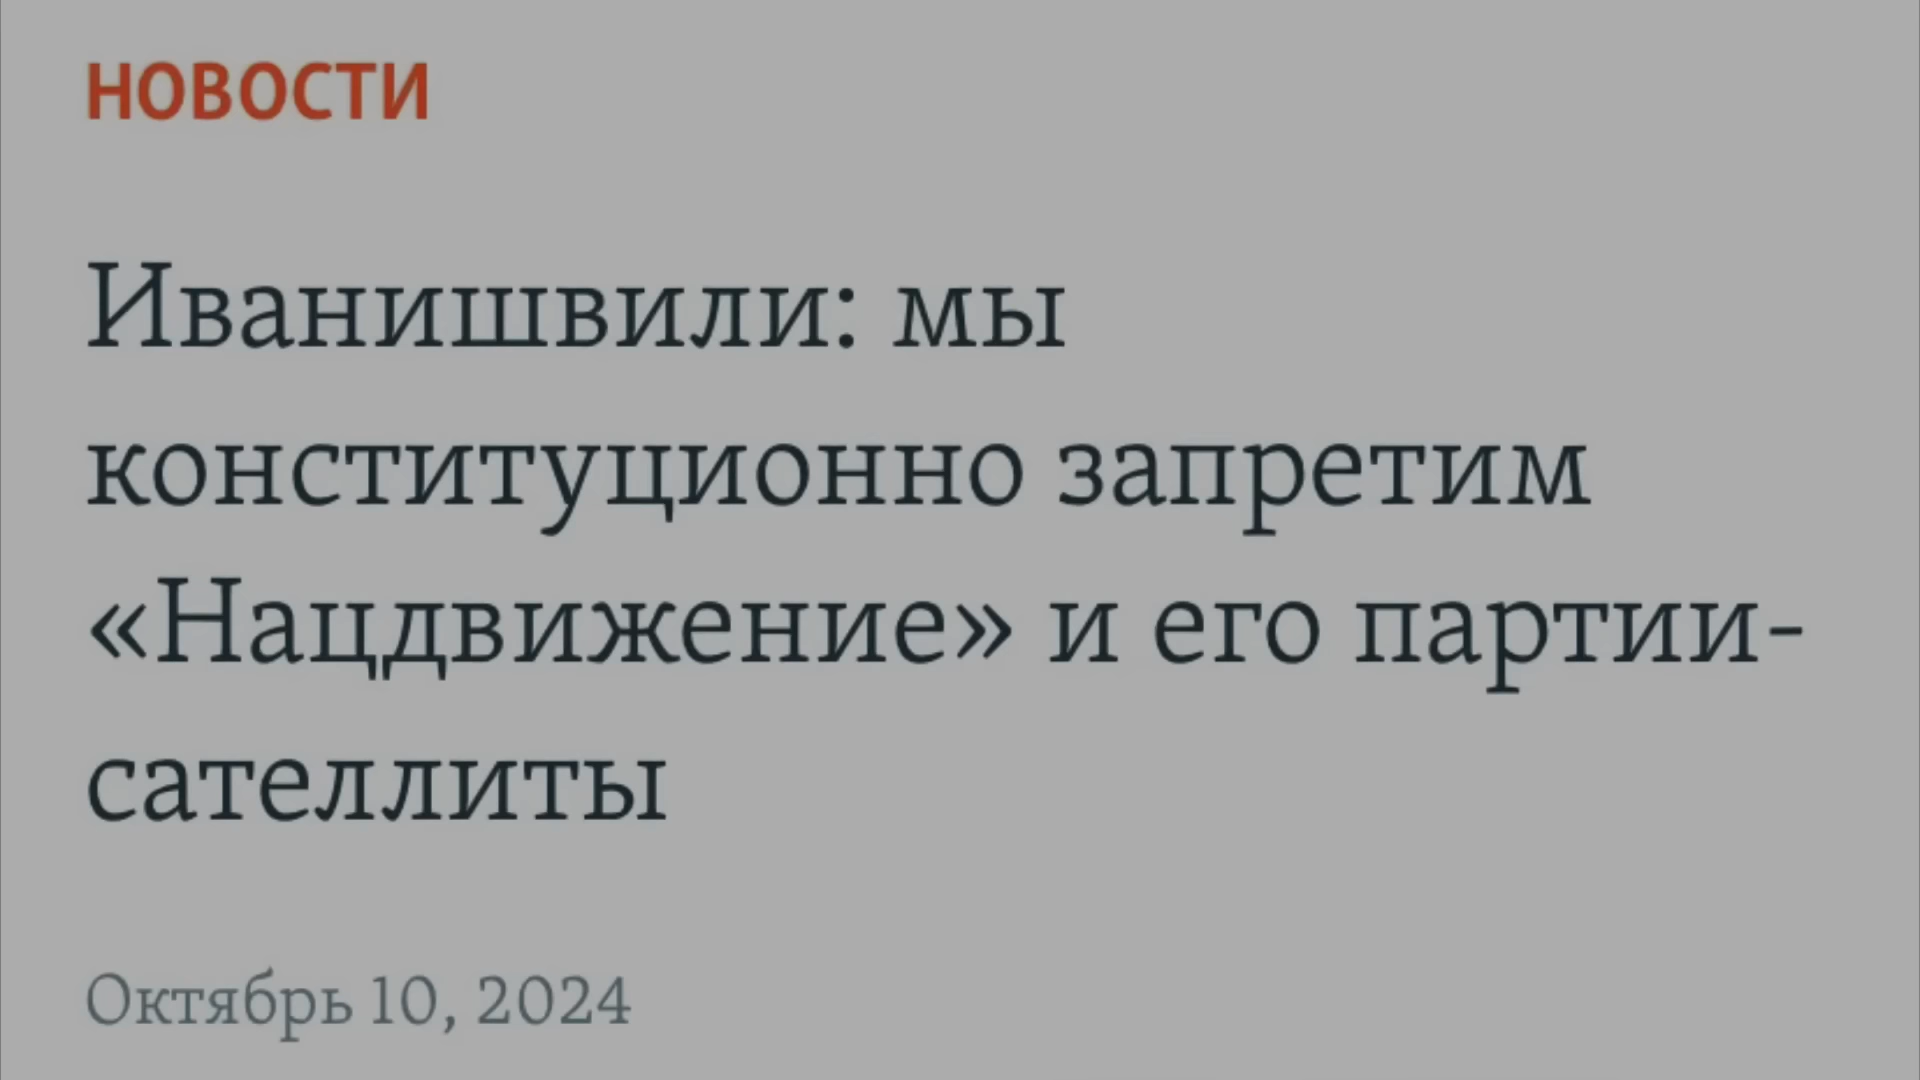 НОВОСТИ
Иванишвили: мы
конституционно запретим
«Нацдвижение» и его партии-
сателлиты
Октябрь 10, 2024